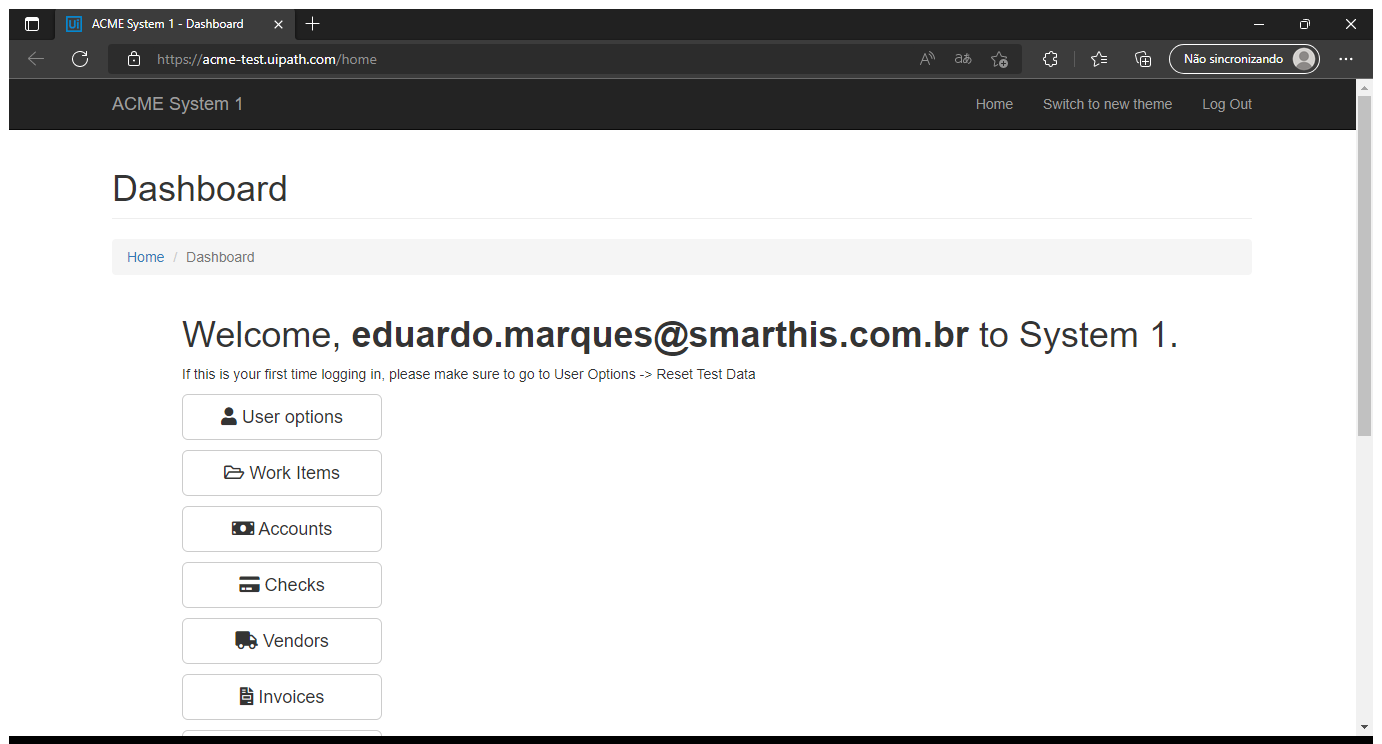 Ui ACME System 1 - Dashboard
https://acme-test.uipath.com/home
Não sincronizando
ACME System 1 Home Switch to new theme Log Out
Dashboard
Home / Dashboard
Welcome, eduardo.marques@smarthis.com.br to System 1.
If this is your first time logging in, please make sure to go to User Options -> Reset Test Data
User options
Work Items
Accounts
Checks
Vendors
Invoices